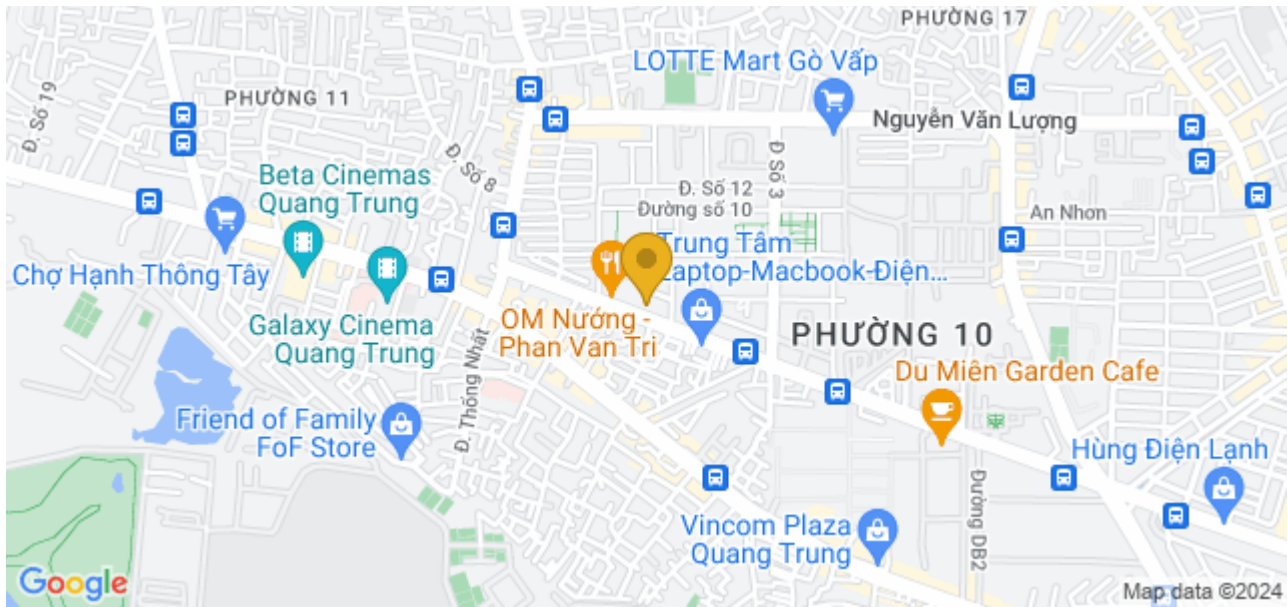 PHƯỜNG 17
LOTTE Mart Gò Vấp
Đ. Số 19
PHƯỜNG 11
Nguyễn Văn Lượng
Đ. Số 8
Beta Cinemas
Quang Trung
Đ. Số 12
Đường số 10
Đ Số 3
An Nhơn
Chợ Hạnh Thông Tây
Trung Tâm
Laptop-Macbook-Điện...
Galaxy Cinema
Quang Trung
OM Nướng -
Phan Van Tri
PHƯỜNG 10
Đ. Thống Nhất
Du Miên Garden Cafe
Friend of Family
FoF Store
Hùng Điện Lạnh
Đường DB2
Vincom Plaza
Quang Trung
Google
Map data ©2024